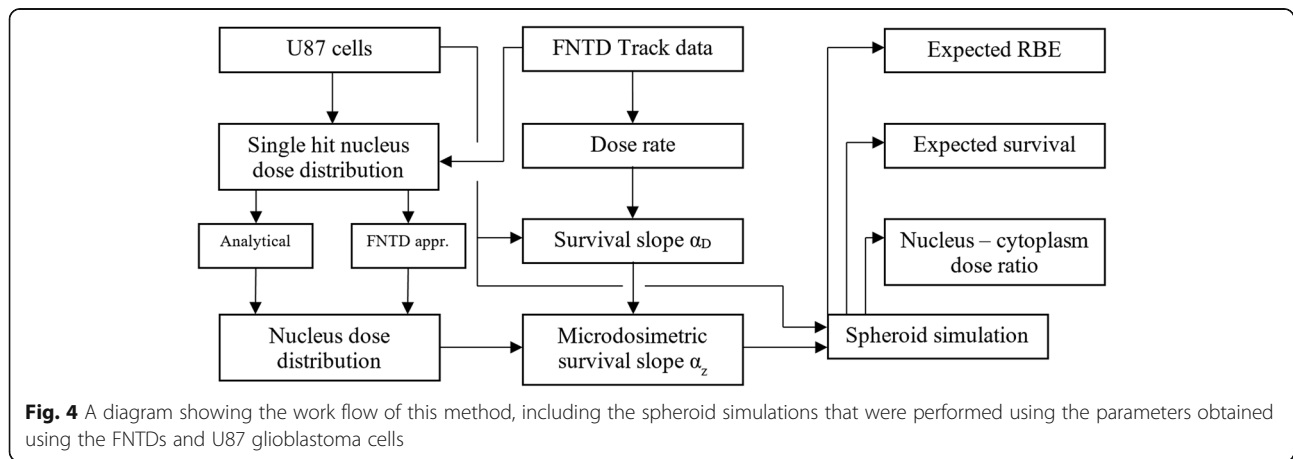 U87 cells
FNTD Track data
Expected RBE
Single hit nucleus
dose distribution
Dose rate
Expected survival
Analytical
FNTD appr.
Survival slope αD
Nucleus – cytoplasm
dose ratio
Nucleus dose
distribution
Microdosimetric
survival slope αz
Spheroid simulation
Fig. 4 A diagram showing the work flow of this method, including the spheroid simulations that were performed using the parameters obtained
using the FNTDs and U87 glioblastoma cells